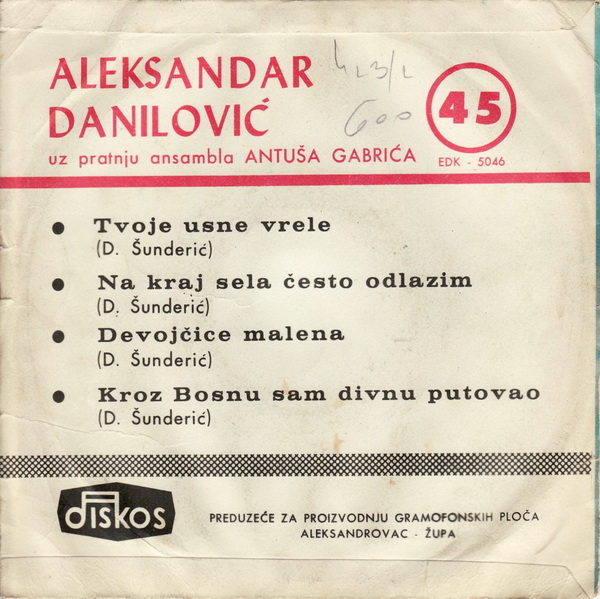 ALEKSANDAR
DANILOVIĆ
uz pratnju ansambla ANTUŠA GABRIĆA
45
EDK - 5046
600
● Tvoje usne vrele
(D. Šunderić)
● Na kraj sela često odlazim
(D. Šunderić)
● Devojčice malena
(D. Šunderić)
● Kroz Bosnu sam divnu putovao
(D. Šunderić)
diskos
PREDUZEĆE ZA PROIZVODNJU GRAMOFONSKIH PLOČA
ALEKSANDROVAC - ŽUPA